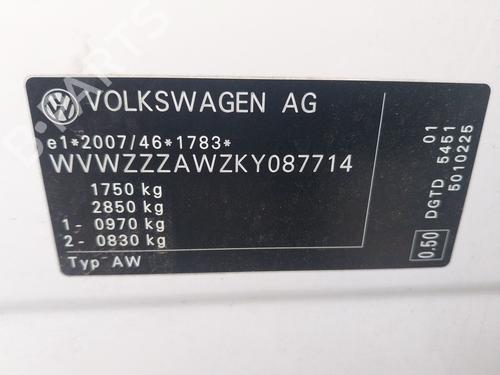 B-PARTS
VOLKSWAGEN AG
e1*2007/46*1783*
WVWZZZAWZKY087714
1750 kg
2850 kg
1- 0970 kg
2- 0830 kg
Typ AW
0.50 DGTD 01
5451
5010225